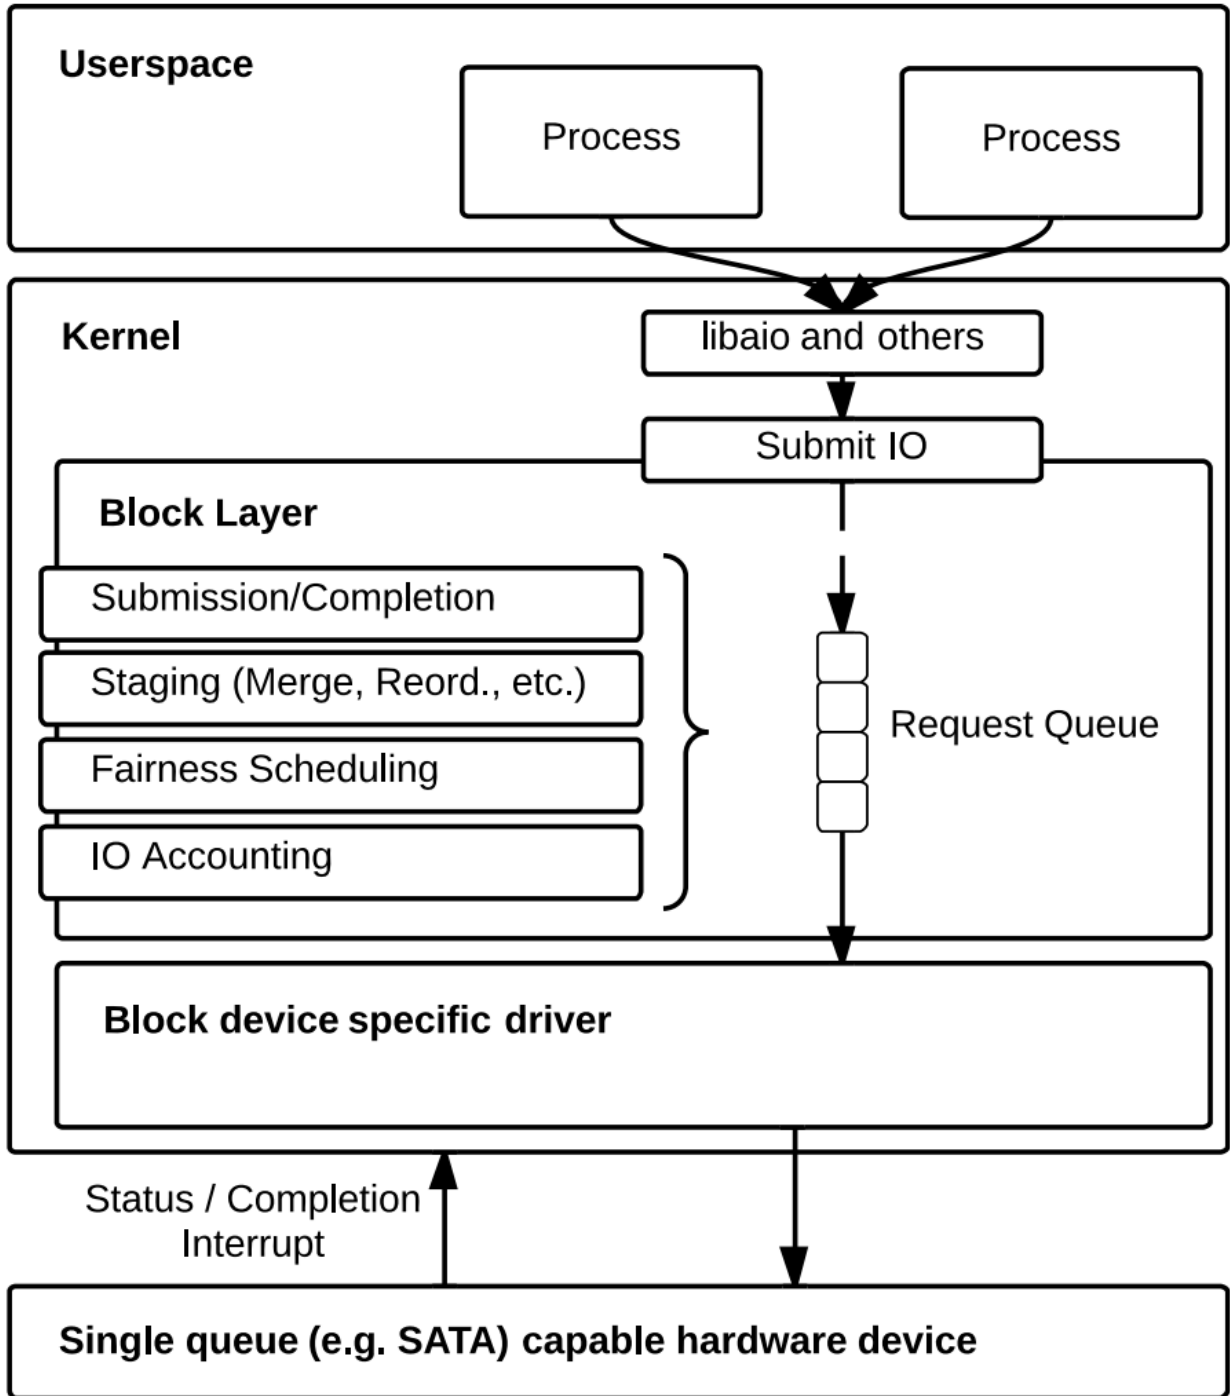 Userspace
Process
Process
Kernel
libaio and others
Submit IO
Block Layer
Submission/Completion
Staging (Merge, Reord., etc.)
Request Queue
Fairness Scheduling
IO Accounting
Block device specific driver
Status / Completion
Interrupt
Single queue (e.g. SATA) capable hardware device